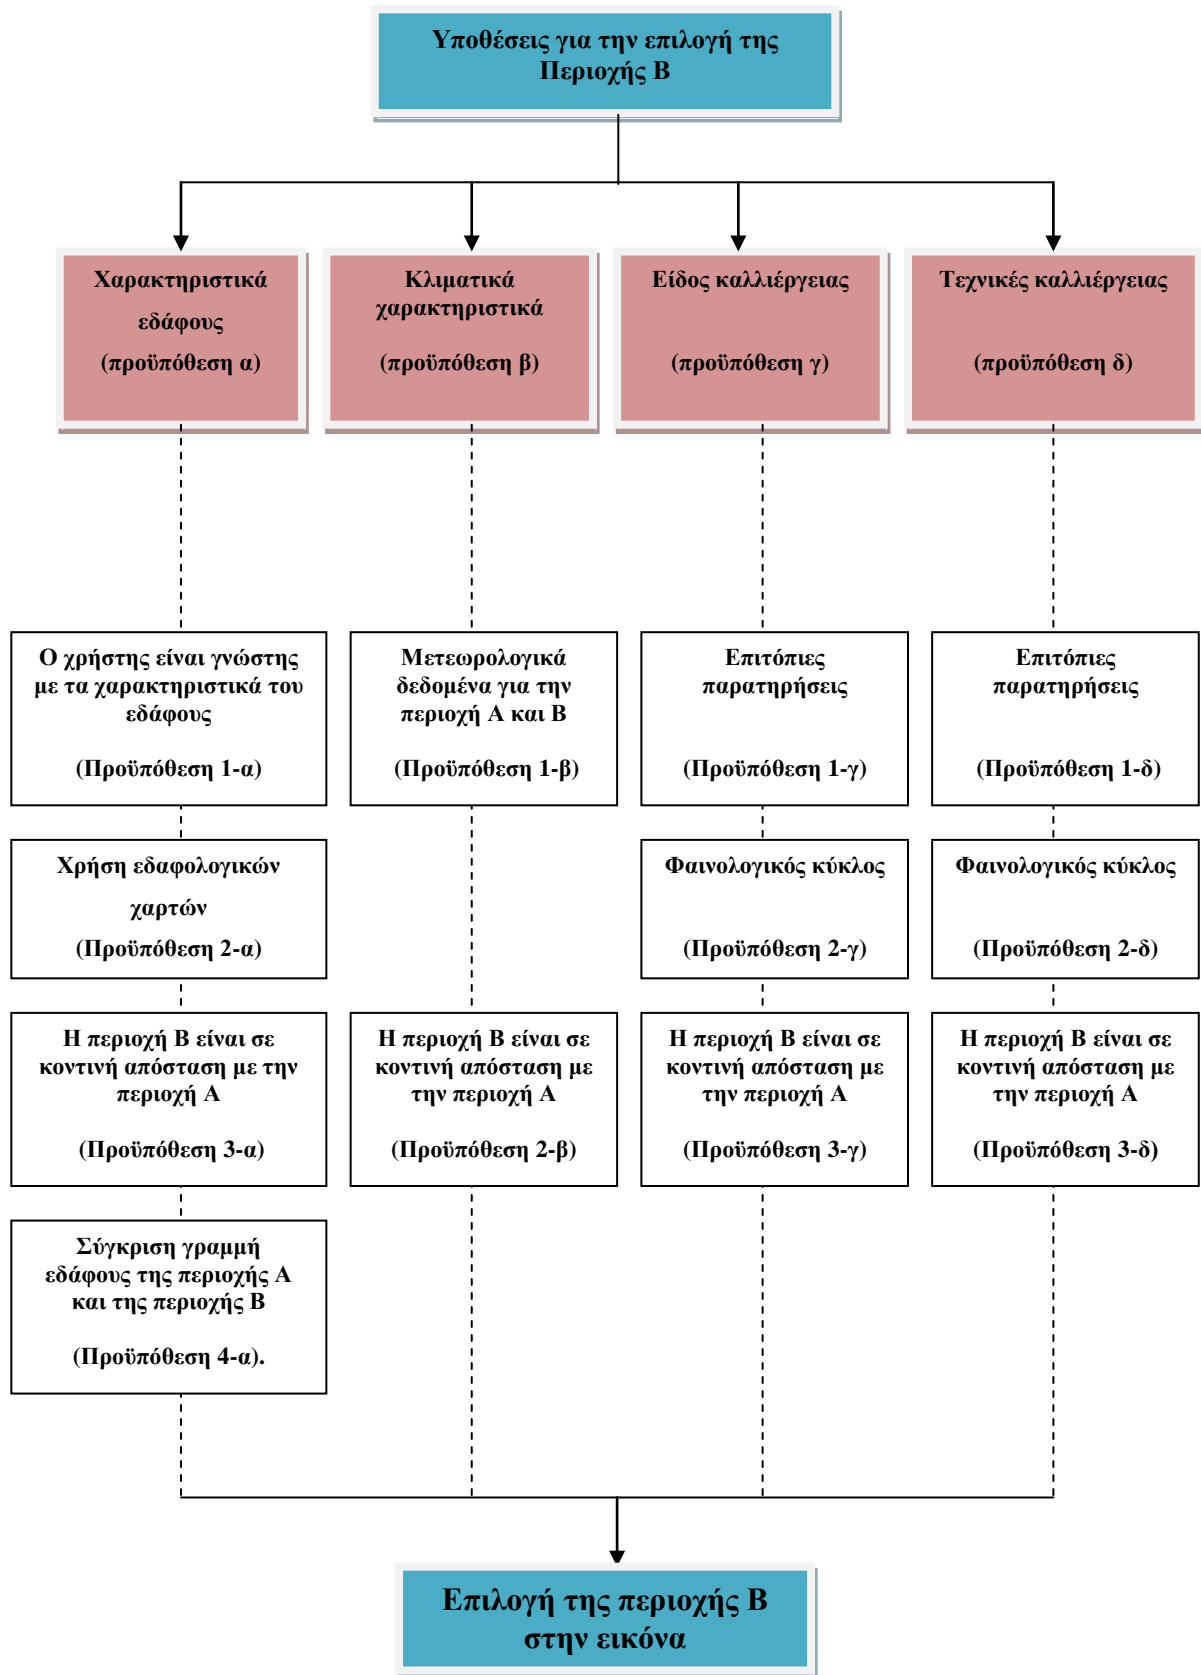 Υποθέσεις για την επιλογή της
Περιοχής Β
Χαρακτηριστικά
εδάφους
(προϋπόθεση α)
Κλιματικά
χαρακτηριστικά
(προϋπόθεση β)
Είδος καλλιέργειας
(προϋπόθεση γ)
Τεχνικές καλλιέργειας
(προϋπόθεση δ)
Ο χρήστης είναι γνώστης
με τα χαρακτηριστικά του
εδάφους
(Προϋπόθεση 1-α)
Μετεωρολογικά
δεδομένα για την
περιοχή Α και Β
(Προϋπόθεση 1-β)
Επιτόπιες
παρατηρήσεις
(Προϋπόθεση 1-γ)
Επιτόπιες
παρατηρήσεις
(Προϋπόθεση 1-δ)
Χρήση εδαφολογικών
χαρτών
(Προϋπόθεση 2-α)
Φαινολογικός κύκλος
(Προϋπόθεση 2-γ)
Φαινολογικός κύκλος
(Προϋπόθεση 2-δ)
Η περιοχή Β είναι σε
κοντινή απόσταση με την
περιοχή Α
(Προϋπόθεση 3-α)
Η περιοχή Β είναι σε
κοντινή απόσταση με
την περιοχή Α
(Προϋπόθεση 2-β)
Η περιοχή Β είναι σε
κοντινή απόσταση με
την περιοχή Α
(Προϋπόθεση 3-γ)
Η περιοχή Β είναι σε
κοντινή απόσταση με
την περιοχή Α
(Προϋπόθεση 3-δ)
Σύγκριση γραμμή
εδάφους της περιοχής Α
και της περιοχής Β
(Προϋπόθεση 4-α).
Επιλογή της περιοχής Β
στην εικόνα